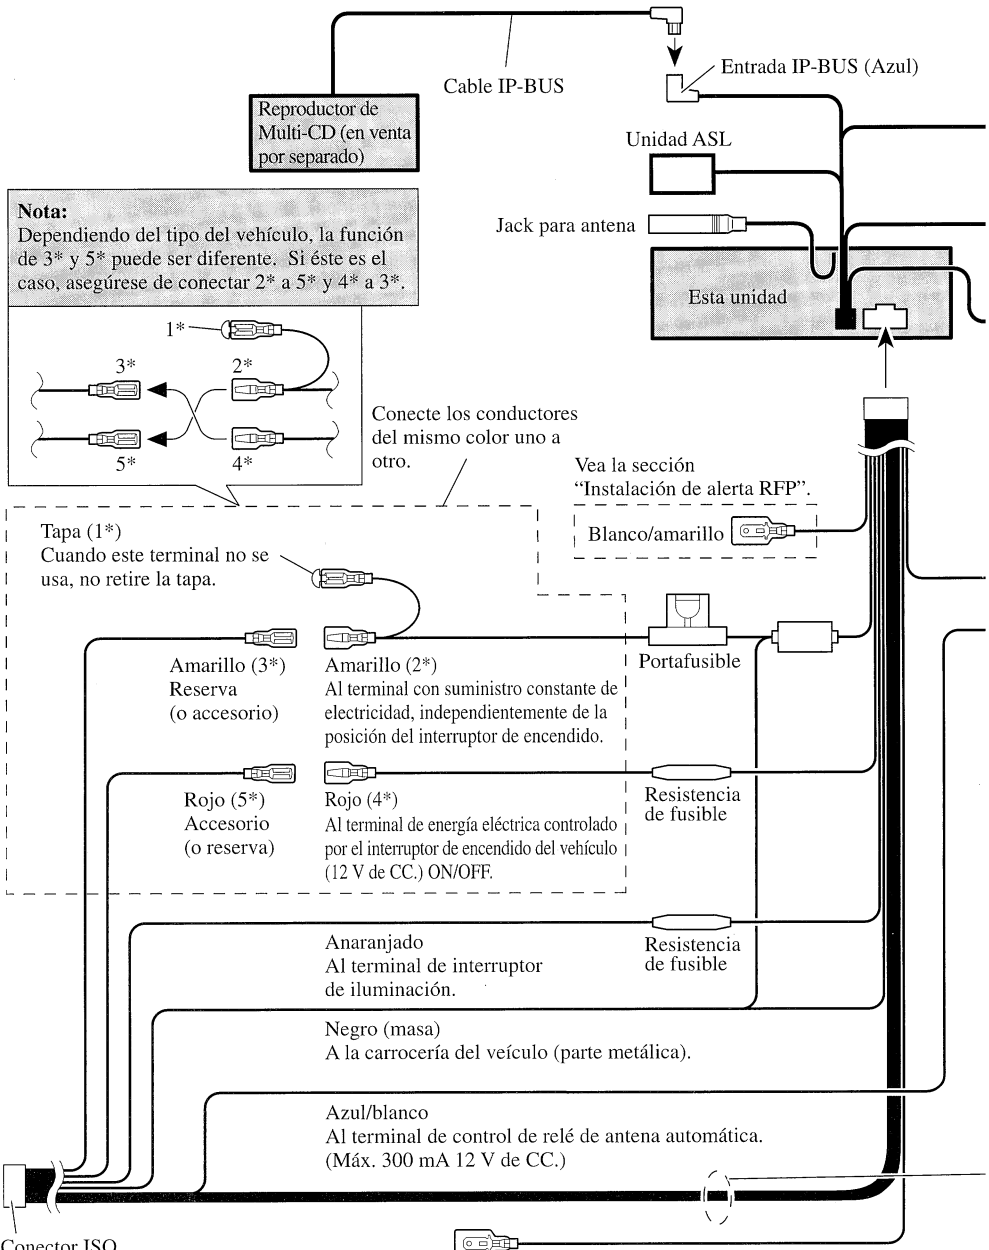 Cable IP-BUS
Entrada IP-BUS (Azul)
Reproductor de
Multi-CD (en venta
por separado)
Unidad ASL
Jack para antena
Esta unidad
Nota:
Dependiendo del tipo del vehículo, la función
de 3* y 5* puede ser diferente. Si éste es el
caso, asegúrese de conectar 2* a 5* y 4* a 3*.
1*
3*
2*
5*
4*
Conecte los conductores
del mismo color uno a
otro.
Vea la sección
“Instalación de alerta RFP”.
Blanco/amarillo
Tapa (1*)
Cuando este terminal no se
usa, no retire la tapa.
Portafusible
Amarillo (3*)
Reserva
(o accesorio)
Amarillo (2*)
Al terminal con suministro constante de
electricidad, independientemente de la
posición del interruptor de encendido.
Rojo (5*)
Accesorio
(o reserva)
Rojo (4*)
Al terminal de energía eléctrica controlado
por el interruptor de encendido del vehículo
(12 V de CC.) ON/OFF.
Resistencia
de fusible
Anaranjado
Al terminal de interruptor
de iluminación.
Resistencia
de fusible
Negro (masa)
A la carrocería del veículo (parte metálica).
Azul/blanco
Al terminal de control de relé de antena automática.
(Máx. 300 mA 12 V de CC.)
Conector ISO